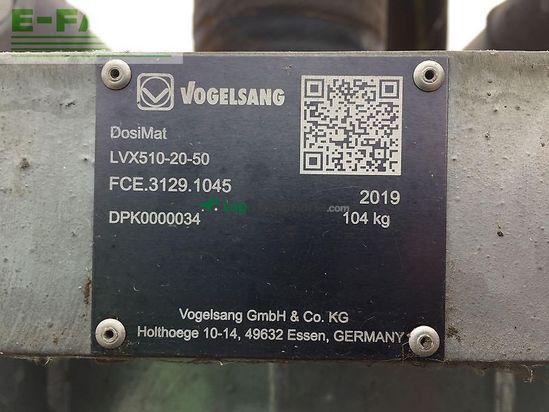 E-FA
VOGELSANG
DosiMat
LVX510-20-50
FCE.3129.1045 2019
DPK0000034 104 kg
.com
Vogelsang GmbH & Co. KG
Holthoege 10-14, 49632 Essen, GERMANY